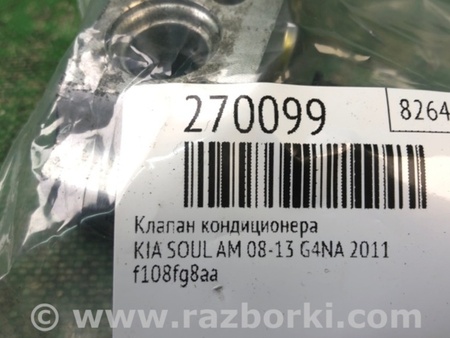 270099
8264
Клапан кондиционера
KIA SOUL AM 08-13 G4NA 2011
f108fg8aa
© www.razborki.com